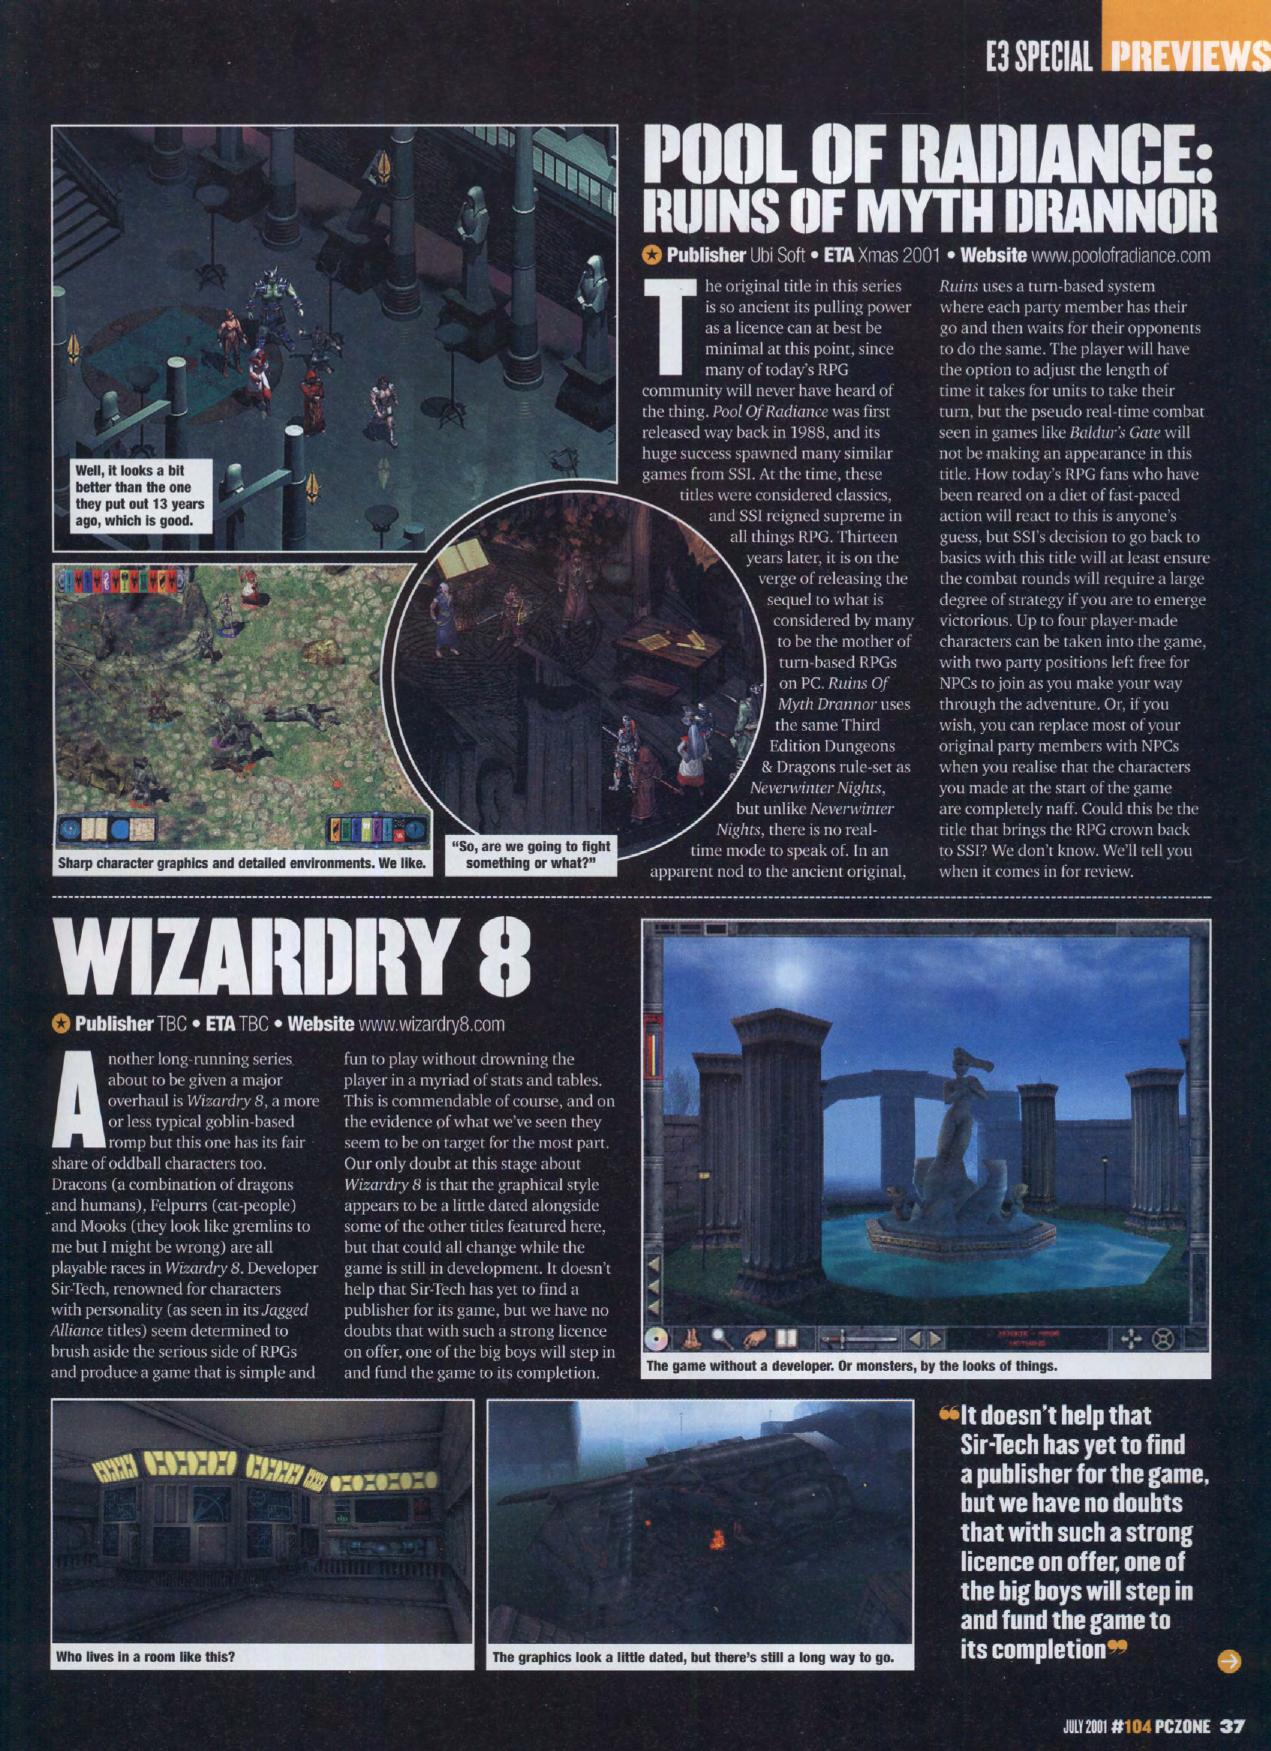 E3 SPECIAL PREVIEWS
POOL OF RADIANCE:
RUINS OF MYTH DRANNOR
Publisher Ubi Soft • ETA Xmas 2001 • Website www.poolofradiance.com
The original title in this series
is so ancient its pulling power
as a licence can at best be
minimal at this point, since
many of today's RPG
community will never have heard of
the thing. Pool Of Radiance was first
released way back in 1988, and its
huge success spawned many similar
games from SSI. At the time, these
titles were considered classics,
and SSI reigned supreme in
all things RPG. Thirteen
years later, it is on the
verge of releasing the
sequel to what is
considered by many
to be the mother of
turn-based RPGs
on PC. Ruins Of
Myth Drannor uses
the same Third
Edition Dungeons
& Dragons rule-set as
Neverwinter Nights,
but unlike Neverwinter
Nights, there is no real-
time mode to speak of. In an
apparent nod to the ancient original,
Ruins uses a turn-based system
where each party member has their
go and then waits for their opponents
to do the same. The player will have
the option to adjust the length of
time it takes for units to take their
turn, but the pseudo real-time combat
seen in games like Baldur's Gate will
not be making an appearance in this
title. How today's RPG fans who have
been reared on a diet of fast-paced
action will react to this is anyone's
guess, but SSI's decision to go back to
basics with this title will at least ensure
the combat rounds will require a large
degree of strategy if you are to emerge
victorious. Up to four player-made
characters can be taken into the game,
with two party positions left free for
NPCs to join as you make your way
through the adventure. Or, if you
wish, you can replace most of your
original party members with NPCs
when you realise that the characters
you made at the start of the game
are completely naff. Could this be the
title that brings the RPG crown back
to SSI? We don't know. We'll tell you
when it comes in for review.
Well, it looks a bit
better than the one
they put out 13 years
ago, which is good.
Sharp character graphics and detailed environments. We like.
"So, are we going to fight
something or what?"
WIZARDRY 8
Publisher TBC • ETA TBC • Website www.wizardry8.com
Another long-running series
about to be given a major
overhaul is Wizardry 8, a more
or less typical goblin-based
romp but this one has its fair
share of oddball characters too.
Dracons (a combination of dragons
and humans), Felpurrs (cat-people)
and Mooks (they look like gremlins to
me but I might be wrong) are all
playable races in Wizardry 8. Developer
Sir-Tech, renowned for characters
with personality (as seen in its Jagged
Alliance titles) seem determined to
brush aside the serious side of RPGs
and produce a game that is simple and
fun to play without drowning the
player in a myriad of stats and tables.
This is commendable of course, and on
the evidence of what we've seen they
seem to be on target for the most part.
Our only doubt at this stage about
Wizardry 8 is that the graphical style
appears to be a little dated alongside
some of the other titles featured here,
but that could all change while the
game is still in development. It doesn't
help that Sir-Tech has yet to find a
publisher for its game, but we have no
doubts that with such a strong licence
on offer, one of the big boys will step in
and fund the game to its completion.
The game without a developer. Or monsters, by the looks of things.
Who lives in a room like this?
The graphics look a little dated, but there's still a long way to go.
“It doesn't help that
Sir-Tech has yet to find
a publisher for the game,
but we have no doubts
that with such a strong
licence on offer, one of
the big boys will step in
and fund the game to
its completion”
JULY 2001 #104 PCZONE 37